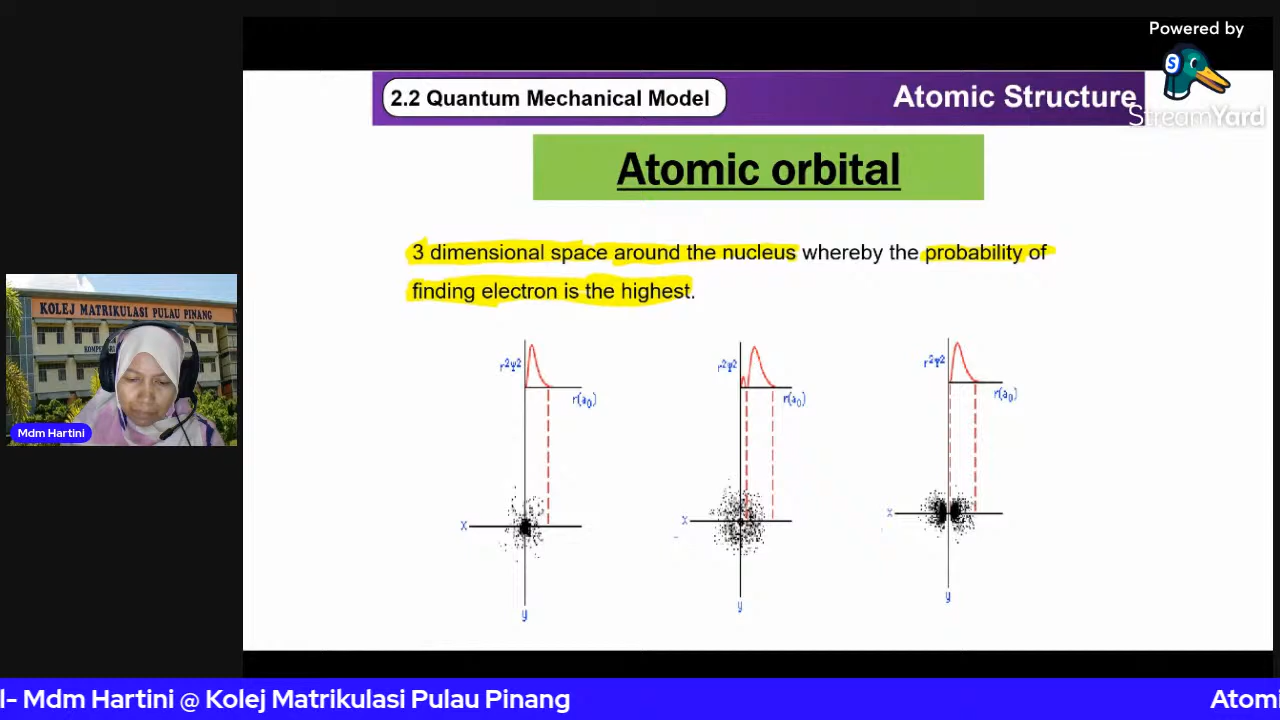 Powered by
StreamYard
2.2 Quantum Mechanical Model
Atomic Structure
Atomic orbital
3 dimensional space around the nucleus whereby the probability of
finding electron is the highest.
r²ψ²
r(a₀)
x
y
r²ψ²
r(a₀)
x
y
r²ψ²
r(a₀)
x
y
KOLEJ MATRIKULASI PULAU PINANG
Mdm Hartini
l- Mdm Hartini @ Kolej Matrikulasi Pulau Pinang
Atomi